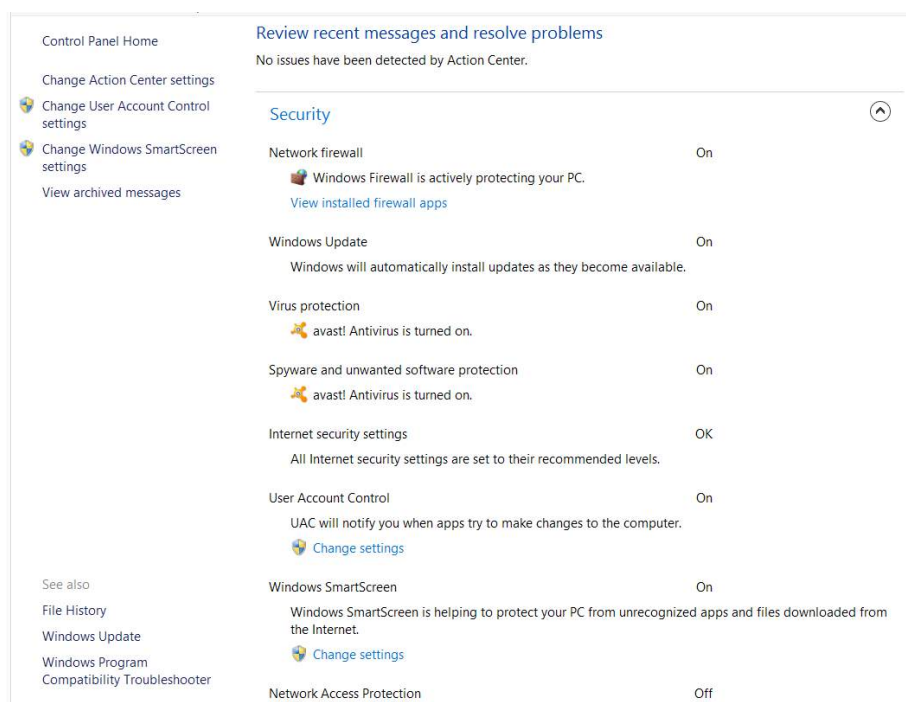 Control Panel Home
Change Action Center settings
Change User Account Control
settings
Change Windows SmartScreen
settings
View archived messages
See also
File History
Windows Update
Windows Program
Compatibility Troubleshooter
Review recent messages and resolve problems
No issues have been detected by Action Center.
Security
Network firewall On
Windows Firewall is actively protecting your PC.
View installed firewall apps
Windows Update On
Windows will automatically install updates as they become available.
Virus protection On
avast! Antivirus is turned on.
Spyware and unwanted software protection On
avast! Antivirus is turned on.
Internet security settings OK
All Internet security settings are set to their recommended levels.
User Account Control On
UAC will notify you when apps try to make changes to the computer.
Change settings
Windows SmartScreen On
Windows SmartScreen is helping to protect your PC from unrecognized apps and files downloaded from
the Internet.
Change settings
Network Access Protection Off